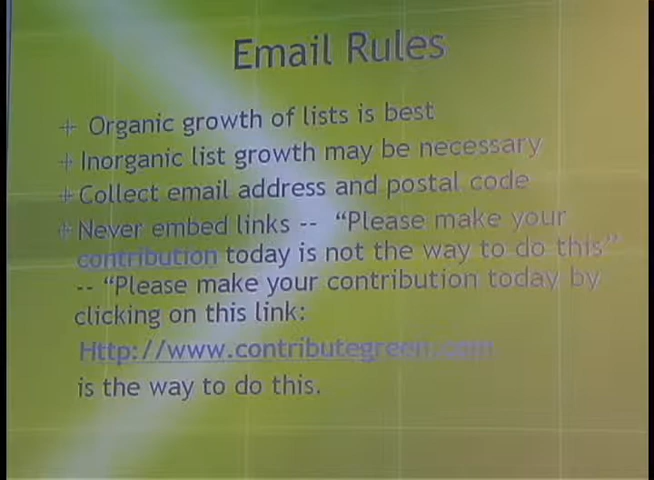 Email Rules
Organic growth of lists is best
Inorganic list growth may be necessary
Collect email address and postal code
Never embed links -- “Please make your
contribution today is not the way to do this”
-- “Please make your contribution today by
clicking on this link:
Http://www.contributegreen.com
is the way to do this.